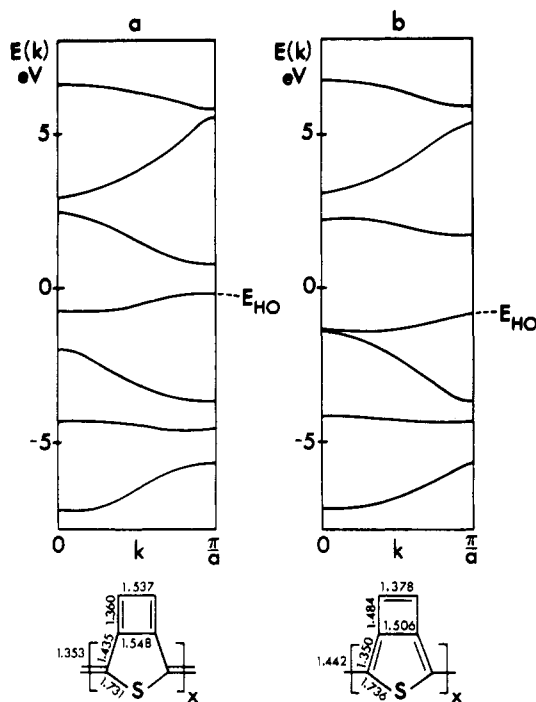 a
b
E(k)
eV
E(k)
eV
5
0
-5
5
0
-5
E_HO
E_HO
0
k
π/a
0
k
π/a
1.537
1.360
1.548
1.435
1.353
1.731
S
x
1.378
1.484
1.506
1.350
1.442
1.736
S
x